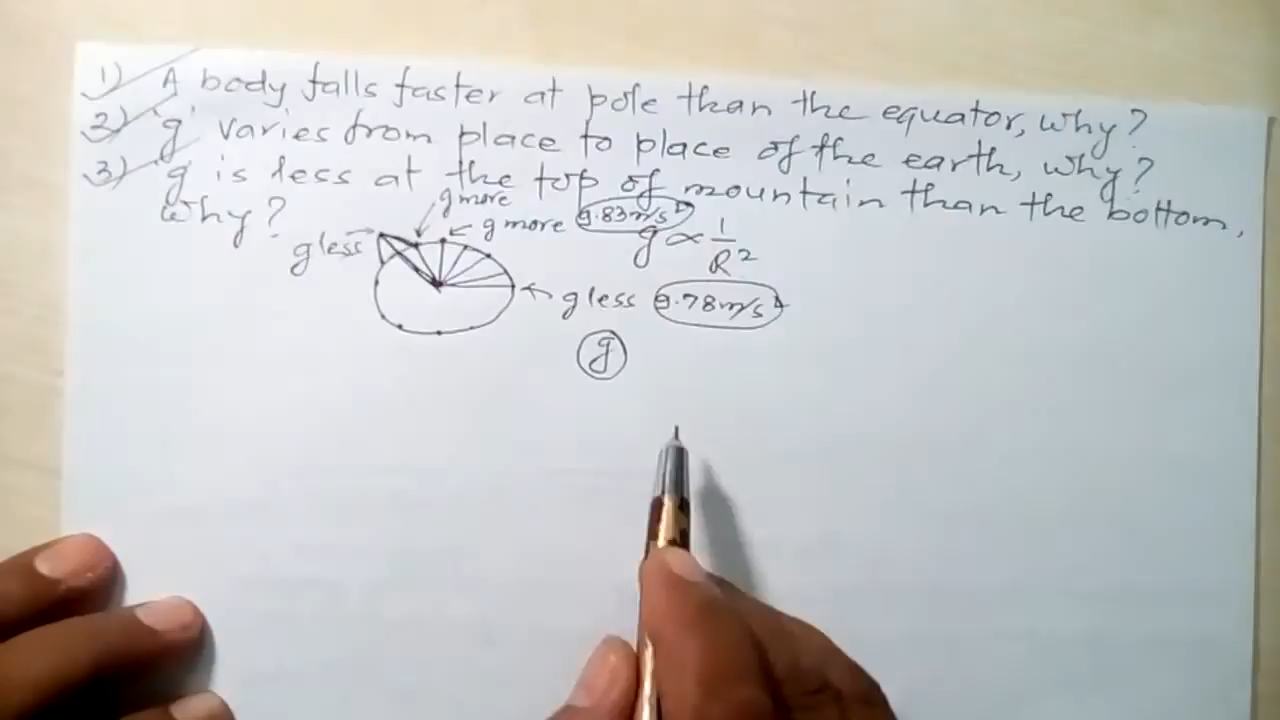 1) A body falls faster at pole than the equator, why?
2) 'g' varies from place to place of the earth, why?
3) g is less at the top of mountain than the bottom,
why?
g more
g more 9.83m/s²
g less
g ∝ 1/R²
g less 9.78m/s²
g